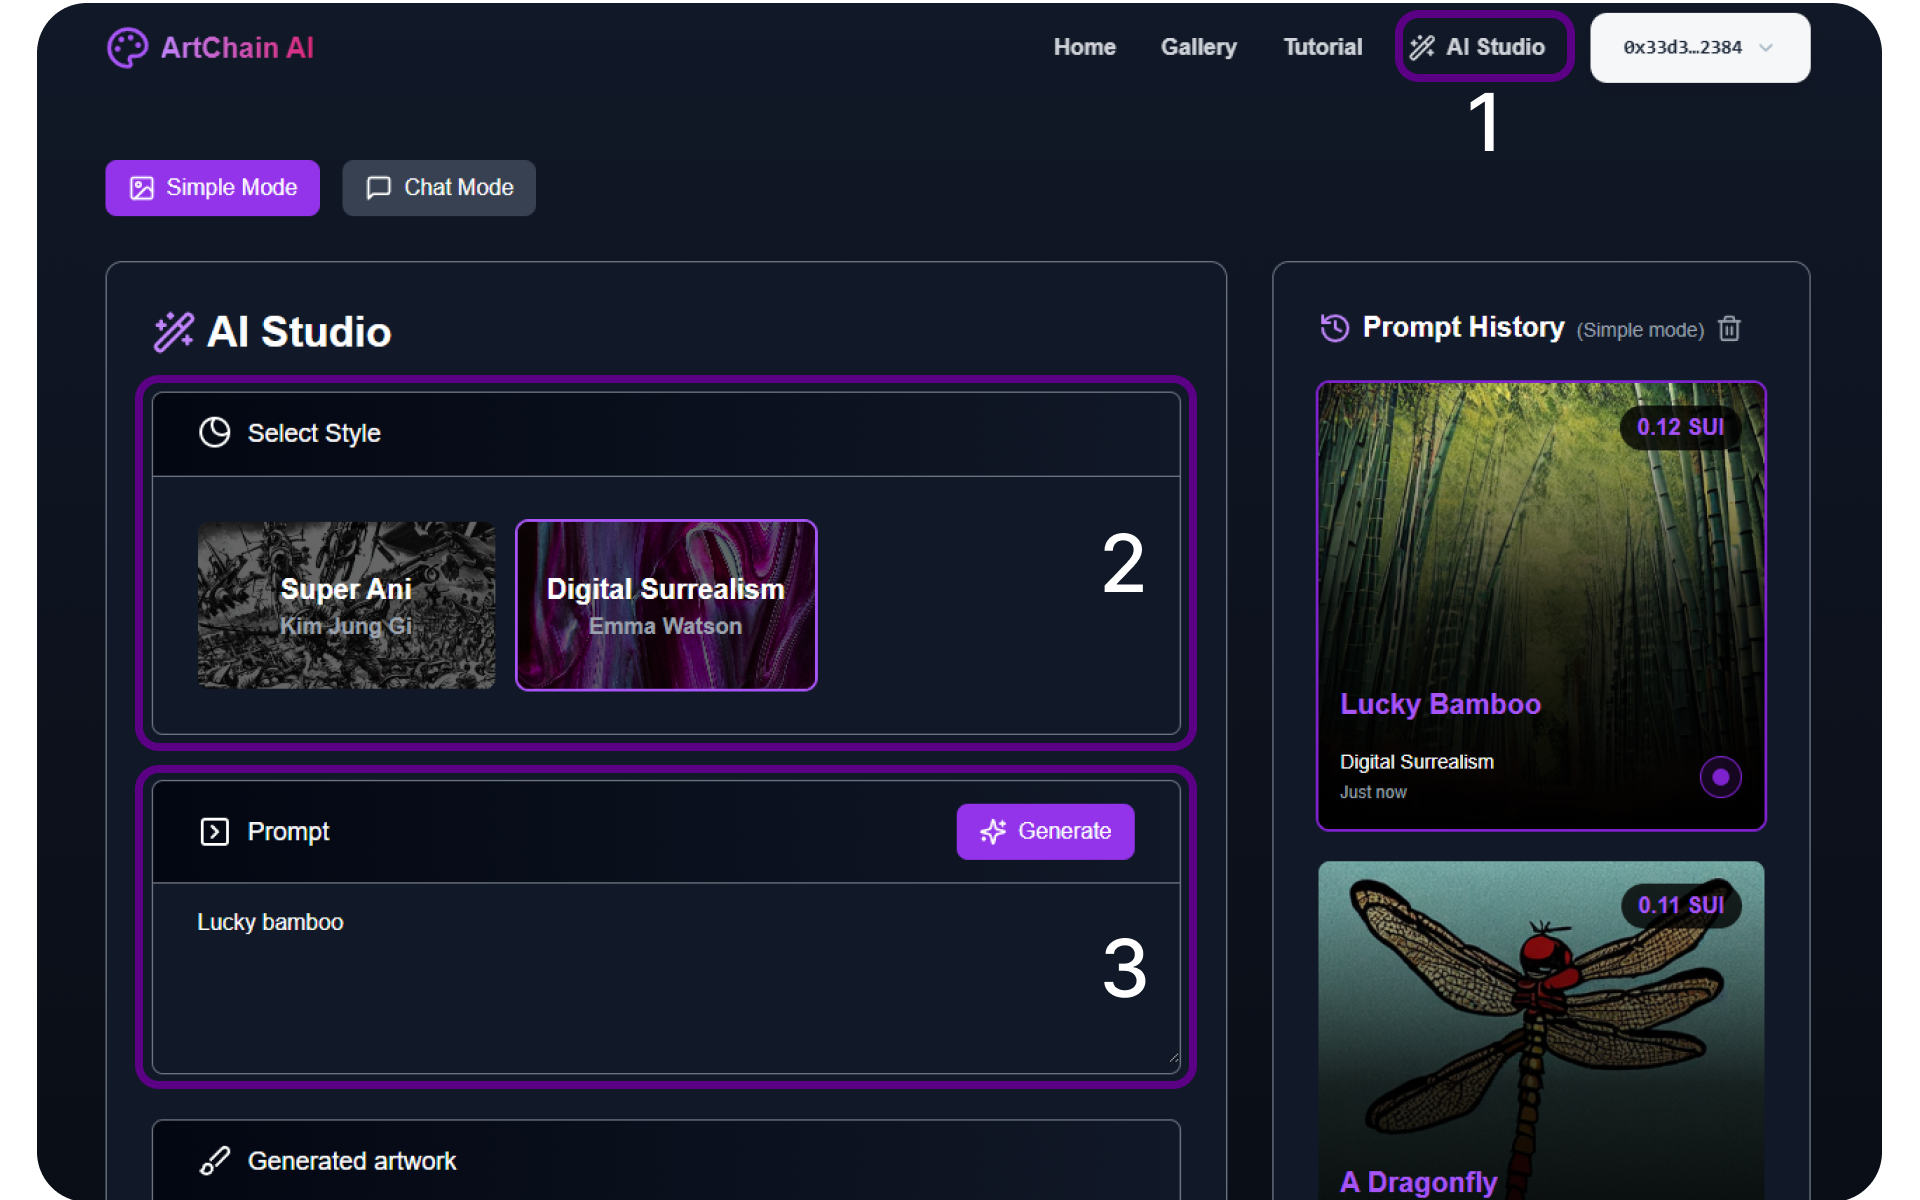 ArtChain AI
Home
Gallery
Tutorial
AI Studio
0x33d3...2384
1
Simple Mode
Chat Mode
AI Studio
Select Style
Super Ani
Kim Jung Gi
Digital Surrealism
Emma Watson
2
Prompt
Generate
Lucky bamboo
3
Generated artwork
Prompt History (Simple mode)
0.12 SUI
Lucky Bamboo
Digital Surrealism
Just now
0.11 SUI
A Dragonfly